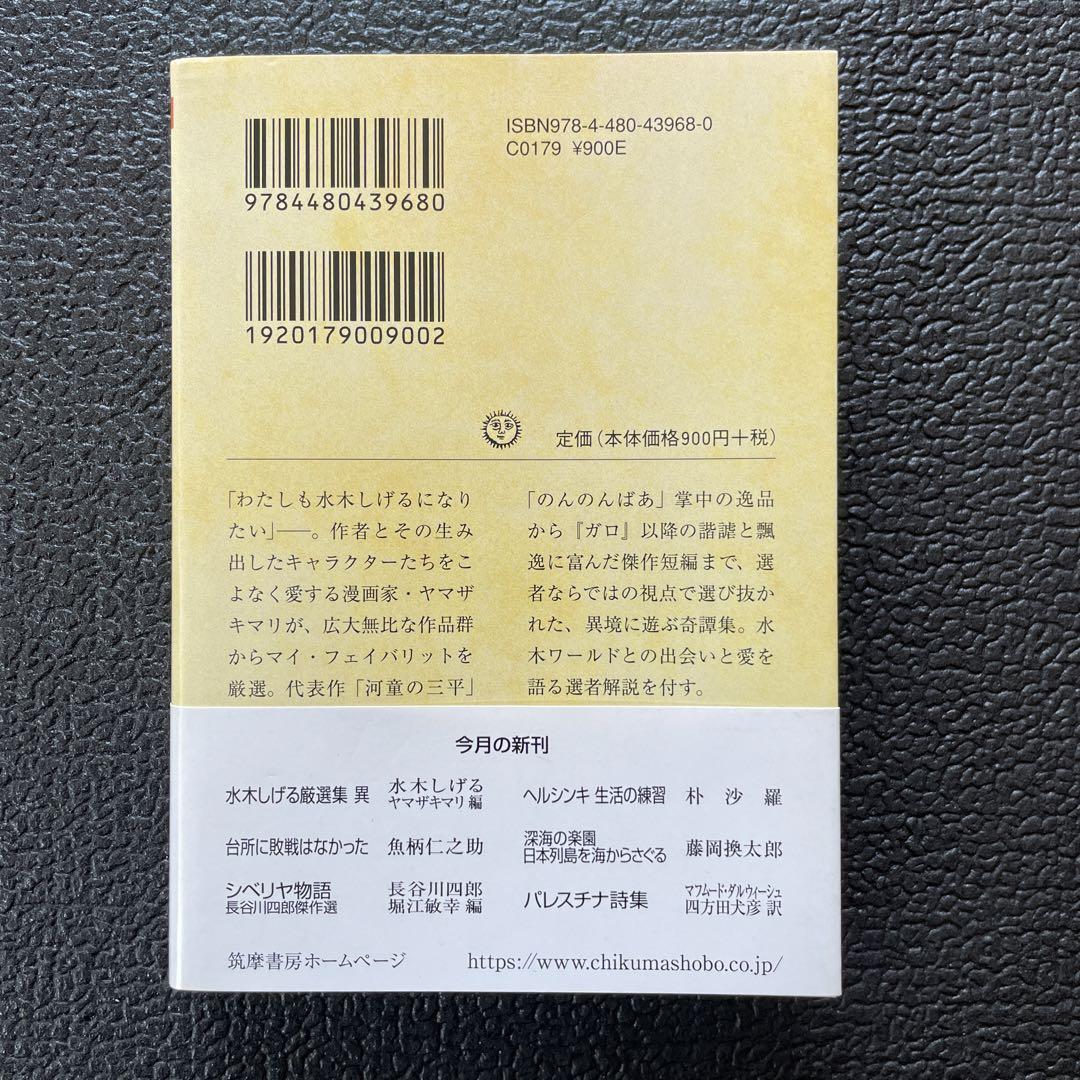 ISBN978-4-480-43968-0
C0179 ¥900E
9784480439680
1920179009002
定価(本体価格900円+税)
「わたしも水木しげるになり
たい」──。作者とその生み
出したキャラクターたちをこ
よなく愛する漫画家・ヤマザ
キマリが、広大無比な作品群
からマイ・フェイバリットを
厳選。代表作「河童の三平」
「のんのんばあ」掌中の逸品
から『ガロ』以降の諧謔と飄
逸に富んだ傑作短編まで、選
者ならではの視点で選び抜か
れた、異境に遊ぶ奇譚集。水
木ワールドとの出会いと愛を
語る選者解説を付す。
今月の新刊
水木しげる厳選集 異 水木しげる
ヤマザキマリ 編
台所に敗戦はなかった 魚柄仁之助
シベリヤ物語
長谷川四郎傑作選
長谷川四郎
堀江敏幸 編
ヘルシンキ 生活の練習 朴沙羅
深海の楽園
日本列島を海からさぐる
藤岡換太郎
パレスチナ詩集
マフムード・ダルウィーシュ
四方田犬彦 訳
筑摩書房ホームページ https://www.chikumashobo.co.jp/